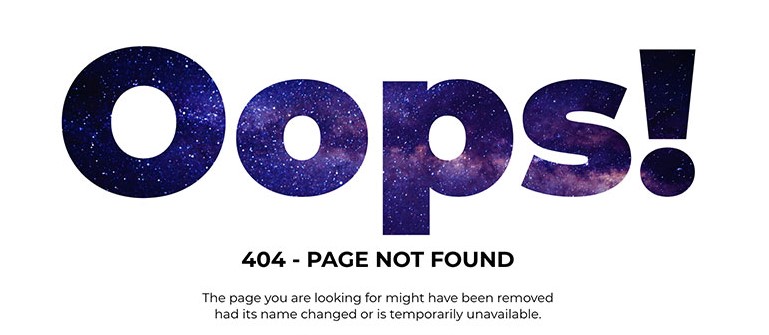 Oops!
404 - PAGE NOT FOUND
The page you are looking for might have been removed
had its name changed or is temporarily unavailable.